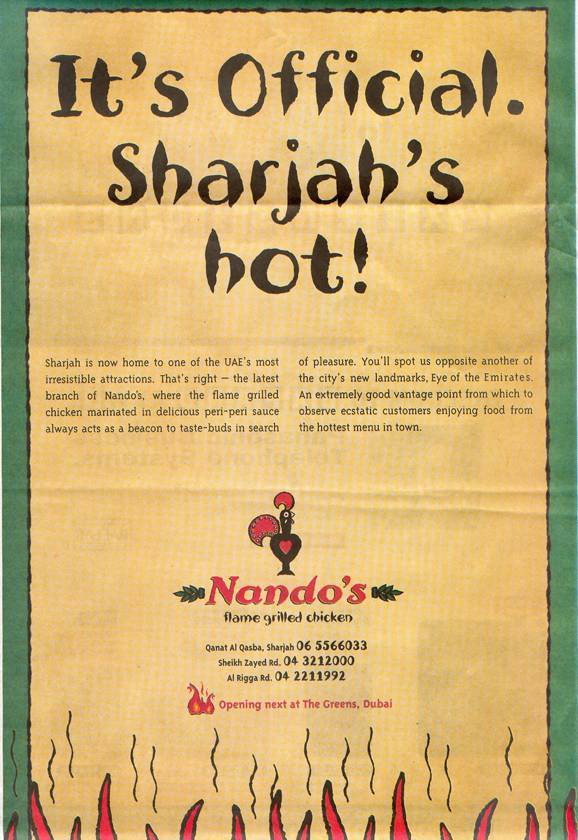 It's Official.
Sharjah's
hot!
Sharjah is now home to one of the UAE's most
irresistible attractions. That's right – the latest
branch of Nando's, where the flame grilled
chicken marinated in delicious peri-peri sauce
always acts as a beacon to taste-buds in search
of pleasure. You'll spot us opposite another of
the city's new landmarks, Eye of the Emirates.
An extremely good vantage point from which to
observe ecstatic customers enjoying food from
the hottest menu in town.
Nando's
flame grilled chicken
Qanat Al Qasba, Sharjah 06 5566033
Sheikh Zayed Rd. 04 3212000
Al Rigga Rd. 04 2211992
Opening next at The Greens, Dubai